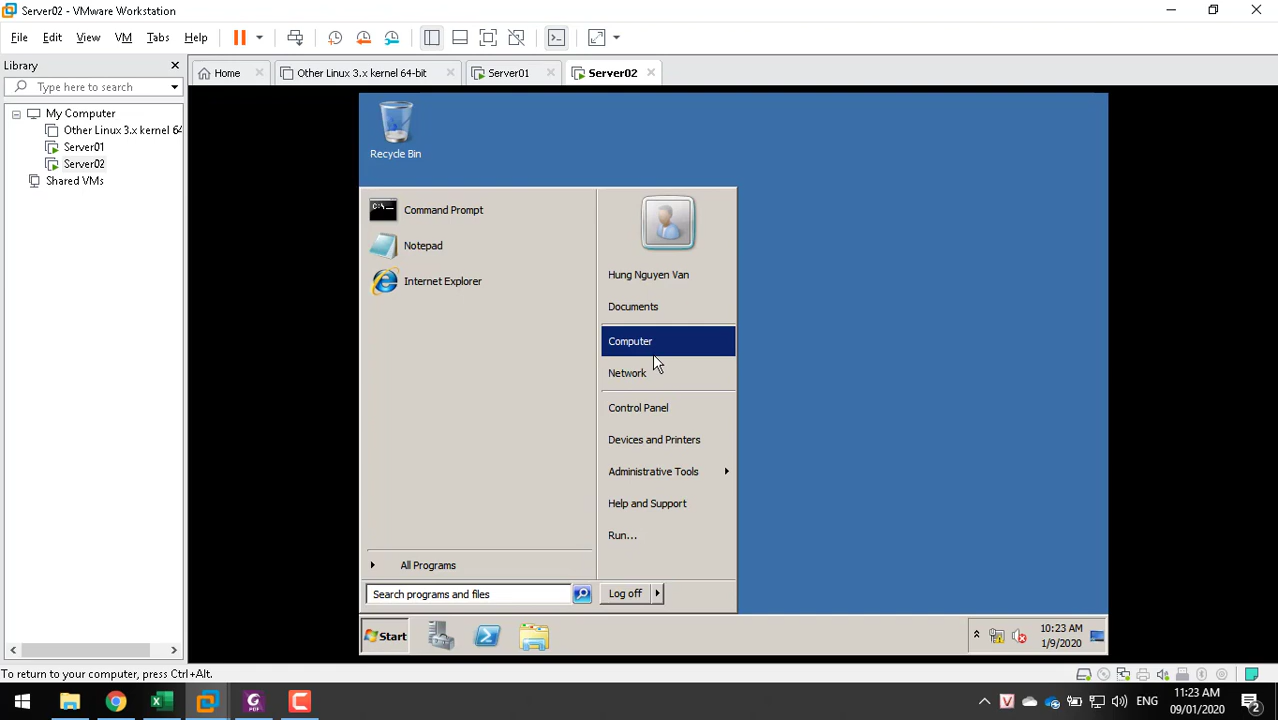 Server02 - VMware Workstation
File Edit View VM Tabs Help
Library
Type here to search
My Computer
Other Linux 3.x kernel 64
Server01
Server02
Shared VMs
Home
Other Linux 3.x kernel 64-bit
Server01
Server02
Recycle Bin
Command Prompt
Notepad
Internet Explorer
All Programs
Search programs and files
Hung Nguyen Van
Documents
Computer
Network
Control Panel
Devices and Printers
Administrative Tools
Help and Support
Run...
Log off
Start
10:23 AM
1/9/2020
To return to your computer, press Ctrl+Alt.
ENG
11:23 AM
09/01/2020
2